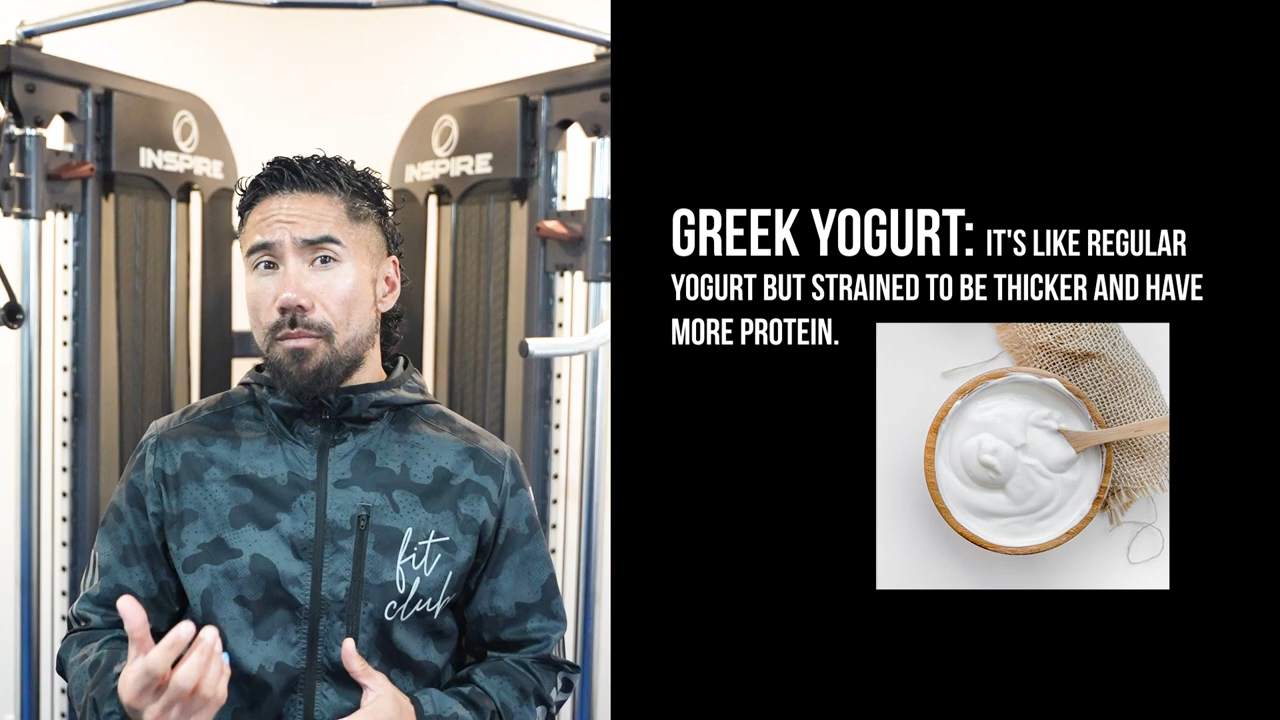 INSPIRE
INSPIRE
fit
club
GREEK YOGURT: IT'S LIKE REGULAR
YOGURT BUT STRAINED TO BE THICKER AND HAVE
MORE PROTEIN.